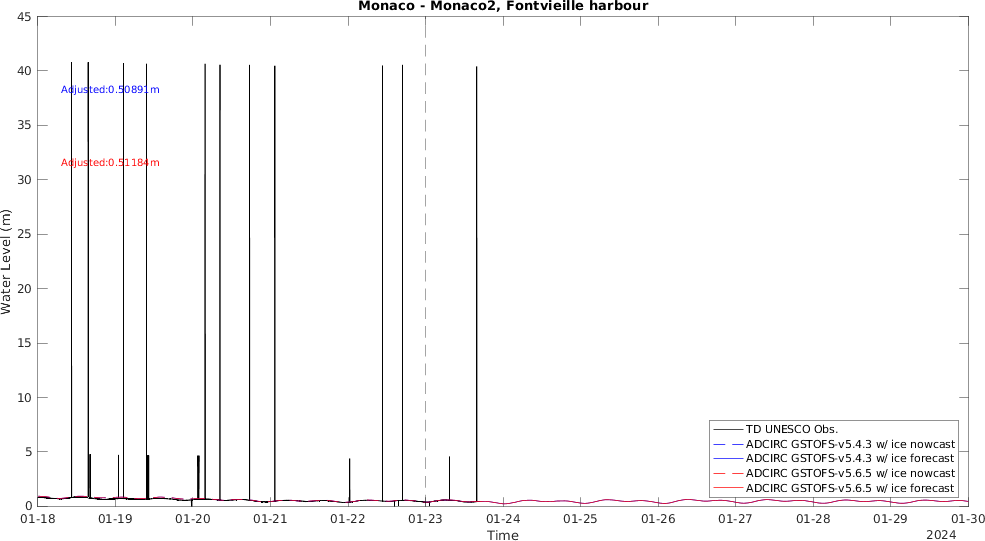 Monaco - Monaco2, Fontvieille harbour
45
40
35
30
25
20
15
10
5
0
Water Level (m)
Adjusted:0.50891m
Adjusted:0.51184m
TD UNESCO Obs.
ADCIRC GSTOFS-v5.4.3 w/ ice nowcast
ADCIRC GSTOFS-v5.4.3 w/ ice forecast
ADCIRC GSTOFS-v5.6.5 w/ ice nowcast
ADCIRC GSTOFS-v5.6.5 w/ ice forecast
01-18 01-19 01-20 01-21 01-22 01-23 01-24 01-25 01-26 01-27 01-28 01-29 01-30
Time
2024